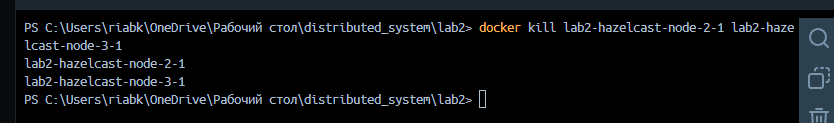 PS C:\Users\riabk\OneDrive\Рабочий стол\distributed_system\lab2> docker kill lab2-hazelcast-node-2-1 lab2-haze
lcast-node-3-1
lab2-hazelcast-node-2-1
lab2-hazelcast-node-3-1
PS C:\Users\riabk\OneDrive\Рабочий стол\distributed_system\lab2>